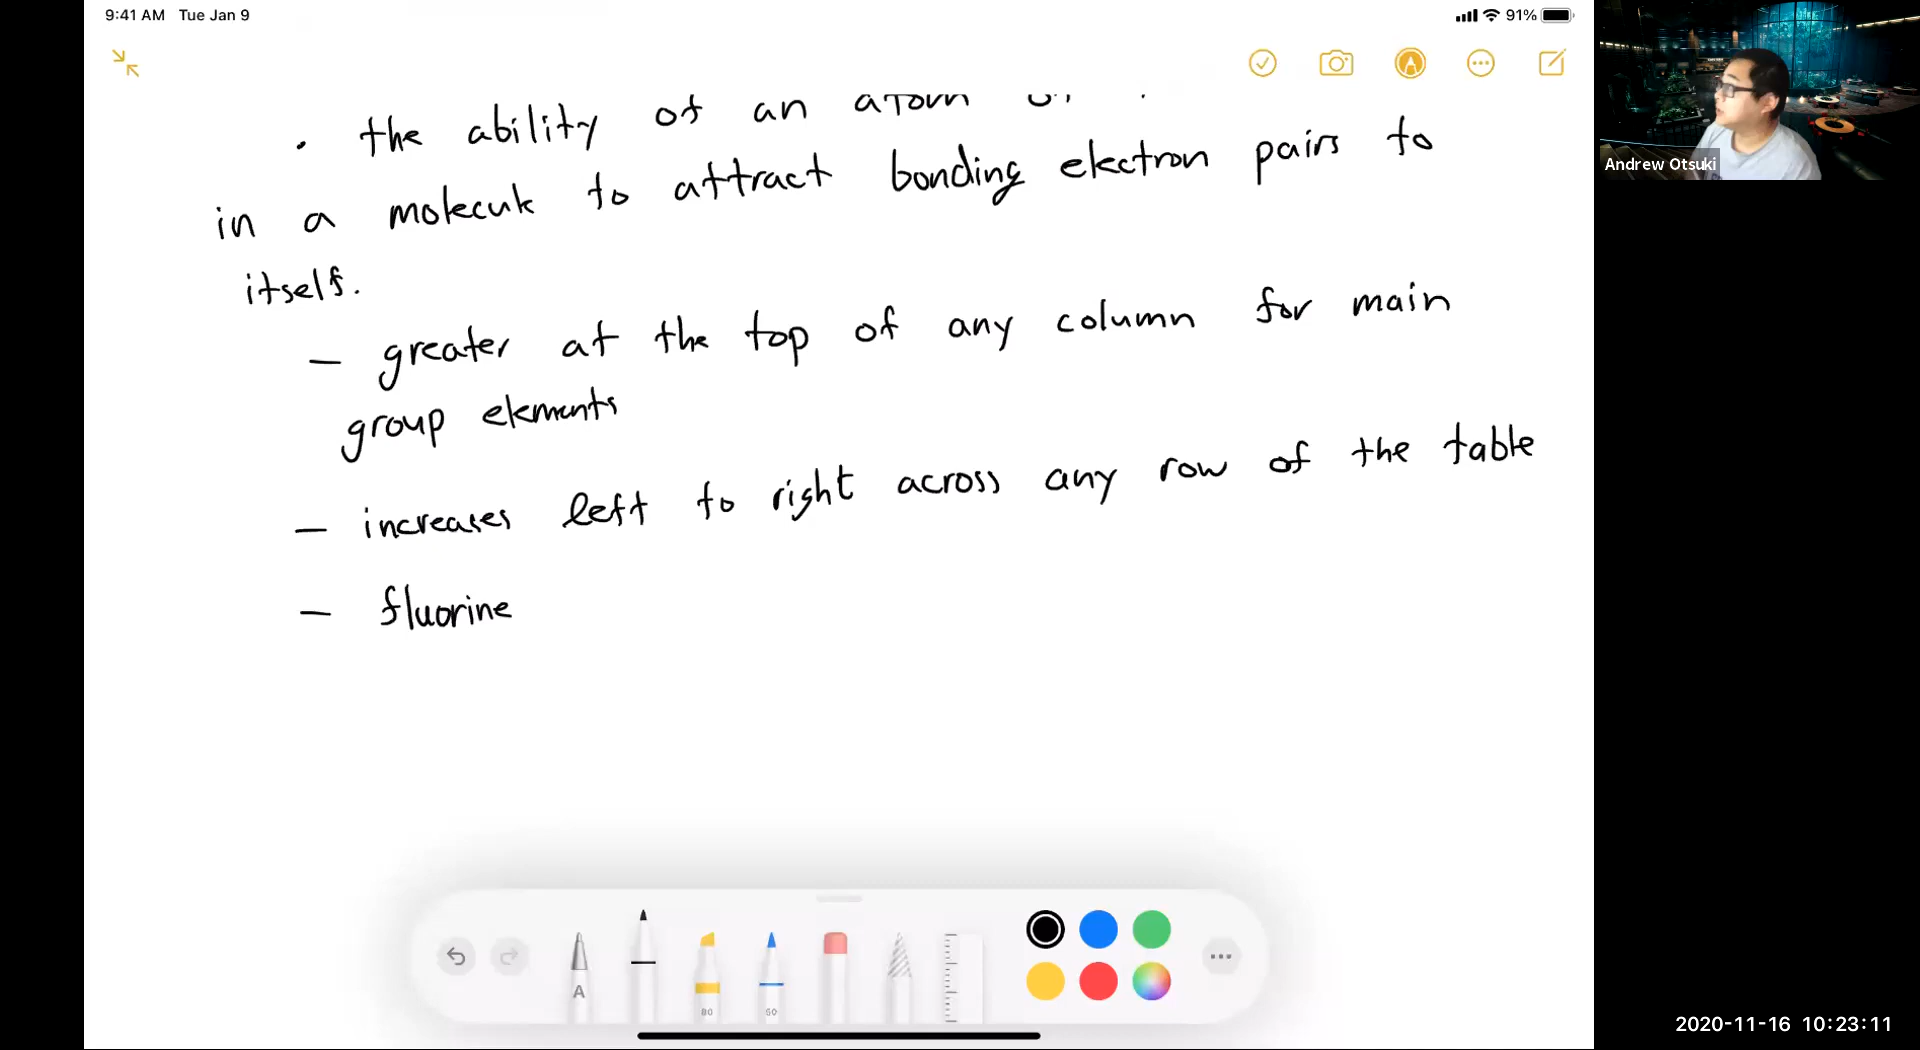 9:41 AM Tue Jan 9
91%
. the ability of an atom
in a molecule to attract bonding electron pairs to
itself.
– greater at the top of any column for main
group elements
– increases left to right across any row of the table
– fluorine
Andrew Otsuki
A
80
50
2020-11-16 10:23:11